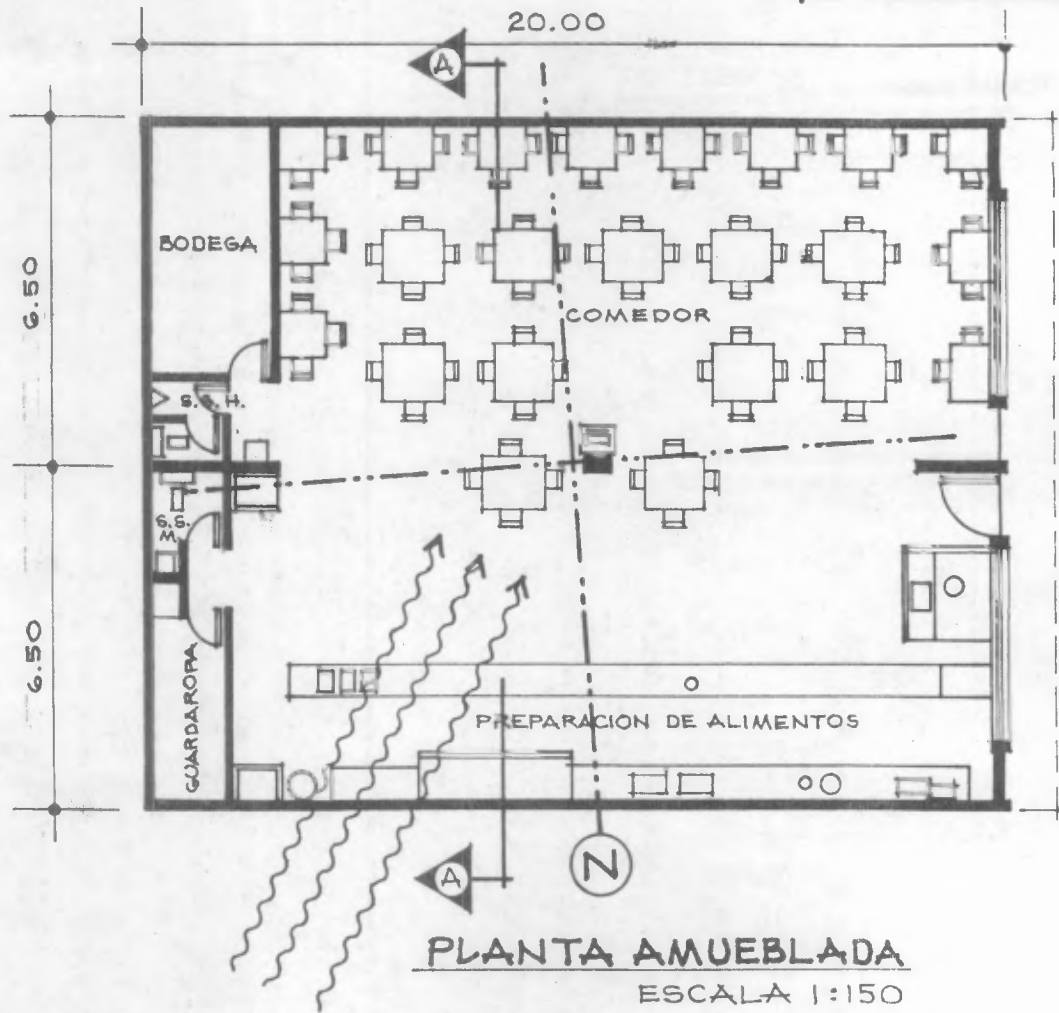 20.00
A
6.50
BODEGA
COMEDOR
S.S.H.
S.S.
M
6.50
GUARDAROPA
PREPARACION DE ALIMENTOS
A
N
PLANTA AMUEBLADA
ESCALA 1:150